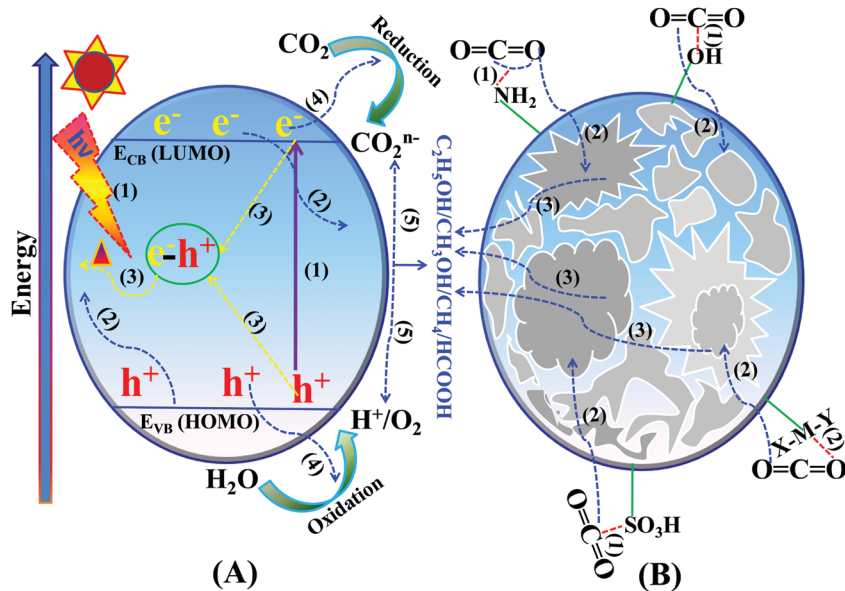 CO₂
Reduction
(4)
e⁻ e⁻ e⁻
E_CB (LUMO)
CO₂ⁿ⁻
hν
(1)
(2)
(3)
e⁻–h⁺
(3)
(1)
(5)
(2)
(3)
(5)
h⁺ h⁺ h⁺
E_VB (HOMO)
H⁺/O₂
(4)
H₂O
Oxidation
Energy
(A)
C₂H₅OH/CH₃OH/CH₄/HCOOH
O=C=O
(1)
NH₂
O=C=O
(1)
OH
(2)
(2)
(3)
(3)
(3)
(2)
(2)
X-M-Y
(2)
O=C=O
O=C=O
(1)
SO₃H
(B)